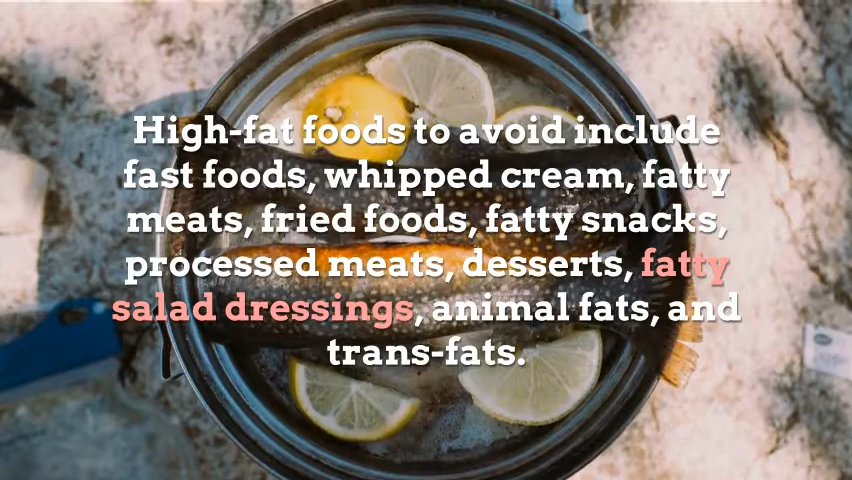 High-fat foods to avoid include
fast foods, whipped cream, fatty
meats, fried foods, fatty snacks,
processed meats, desserts, fatty
salad dressings, animal fats, and
trans-fats.